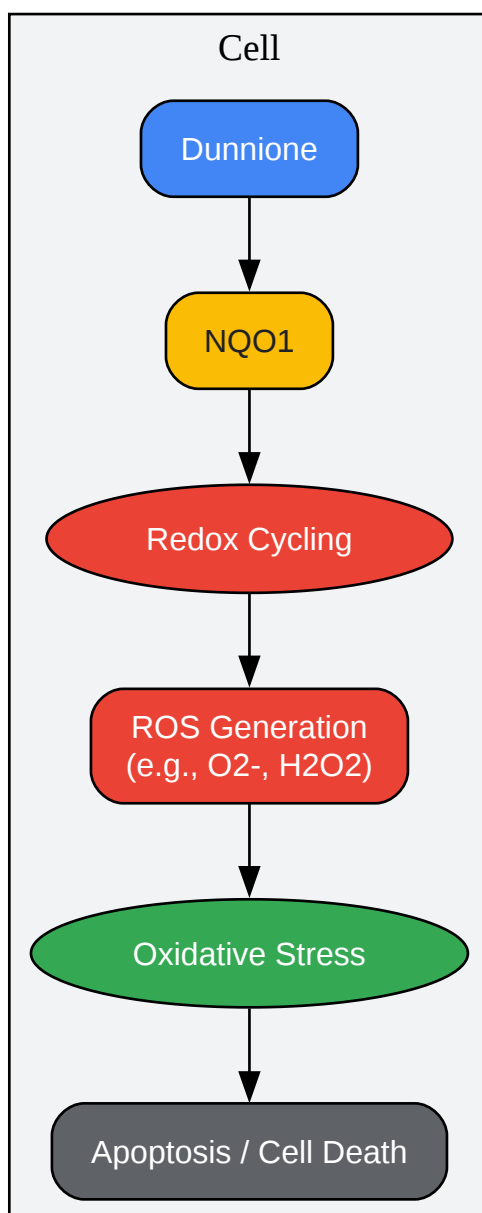 Cell
Dunnione
NQO1
Redox Cycling
ROS Generation
(e.g., O2-, H2O2)
Oxidative Stress
Apoptosis / Cell Death